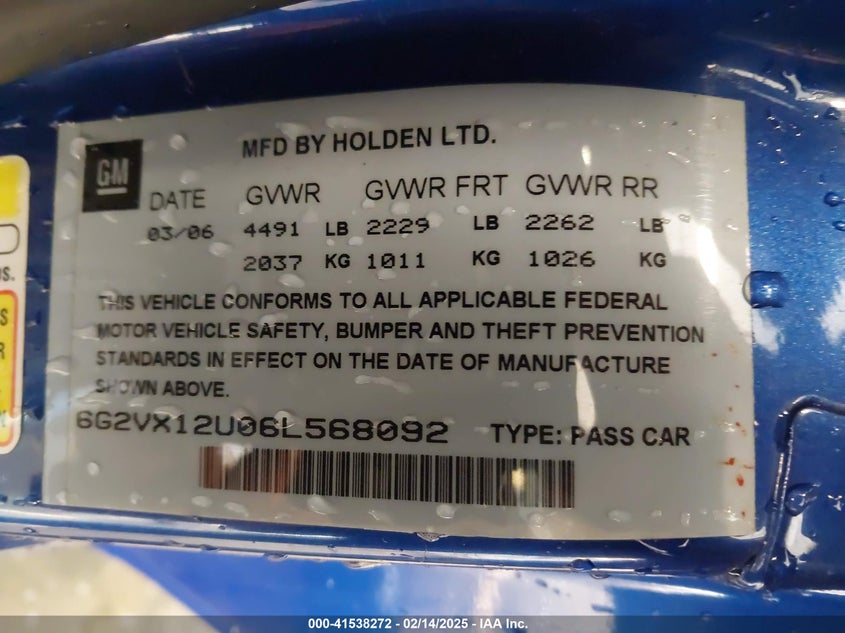 GM
MFD BY HOLDEN LTD.
DATE GVWR GVWR FRT GVWR RR
03/06 4491 LB 2229 LB 2262 LB
2037 KG 1011 KG 1026 KG
THIS VEHICLE CONFORMS TO ALL APPLICABLE FEDERAL
MOTOR VEHICLE SAFETY, BUMPER AND THEFT PREVENTION
STANDARDS IN EFFECT ON THE DATE OF MANUFACTURE
SHOWN ABOVE.
6G2VX12U06L568092 TYPE: PASS CAR
000-41538272 - 02/14/2025 - IAA Inc.